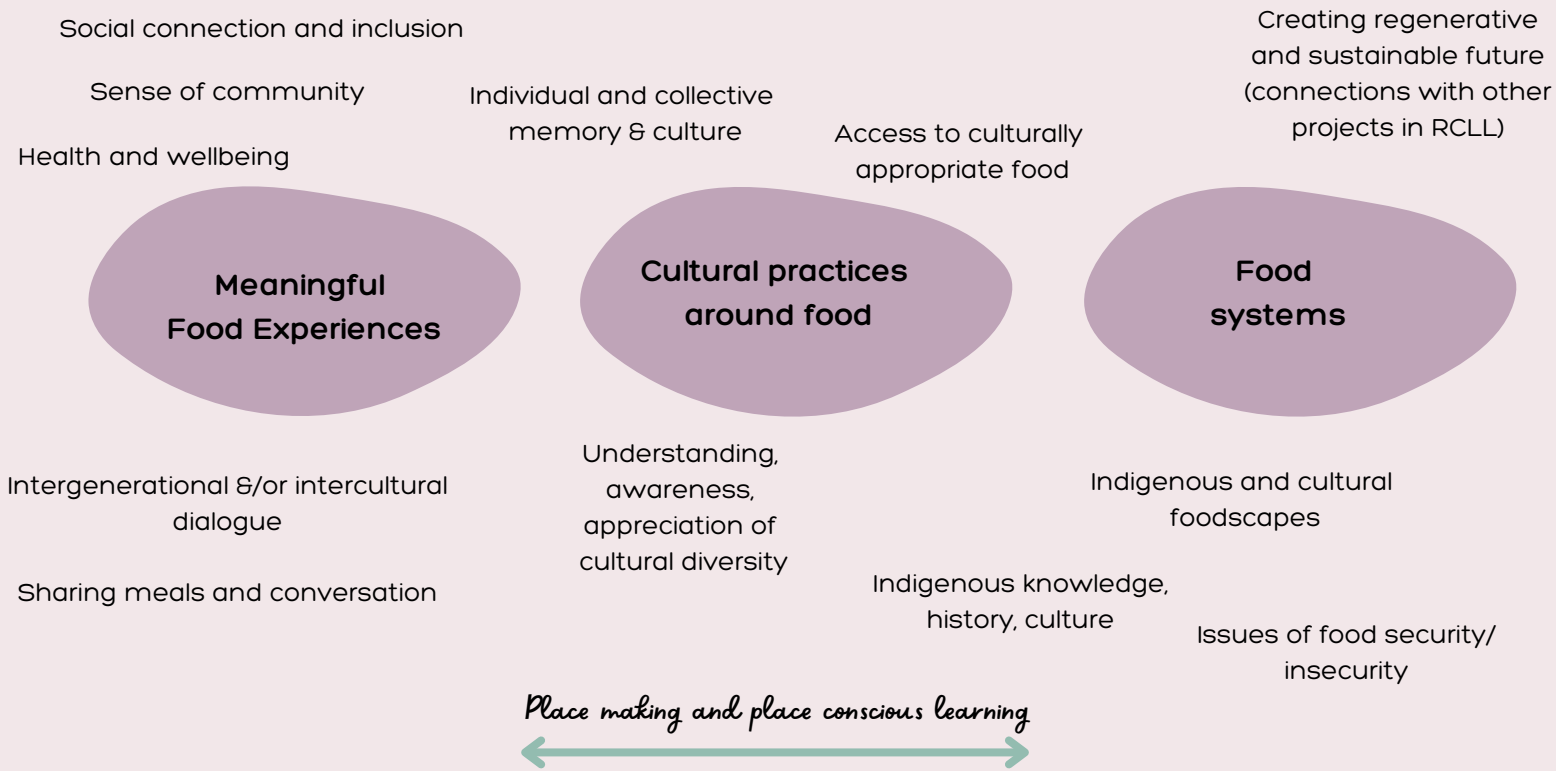 Social connection and inclusion
Sense of community
Health and wellbeing
Individual and collective
memory & culture
Access to culturally
appropriate food
Creating regenerative
and sustainable future
(connections with other
projects in RCLL)
Meaningful
Food Experiences
Cultural practices
around food
Food
systems
Intergenerational &/or intercultural
dialogue
Sharing meals and conversation
Understanding,
awareness,
appreciation of
cultural diversity
Indigenous knowledge,
history, culture
Indigenous and cultural
foodscapes
Issues of food security/
insecurity
Place making and place conscious learning